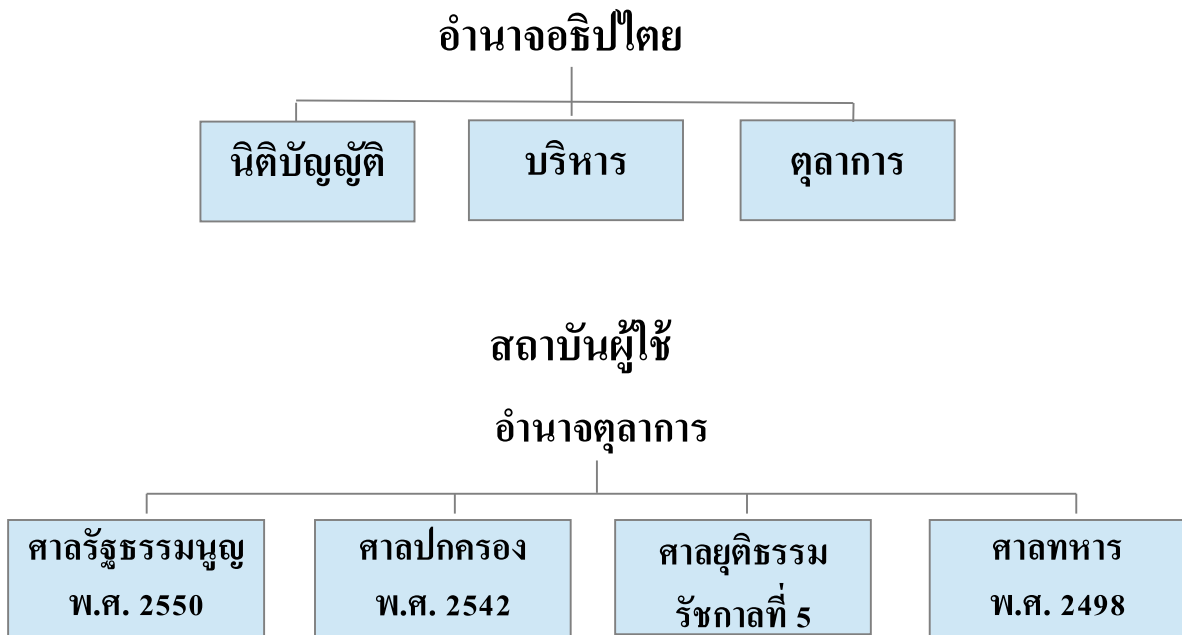 อำนาจอธิปไตย
นิติบัญญัติ
บริหาร
ตุลาการ
สถาบันผู้ใช้
อำนาจตุลาการ
ศาลรัฐธรรมนูญ
พ.ศ. 2550
ศาลปกครอง
พ.ศ. 2542
ศาลยุติธรรม
รัชกาลที่ 5
ศาลทหาร
พ.ศ. 2498